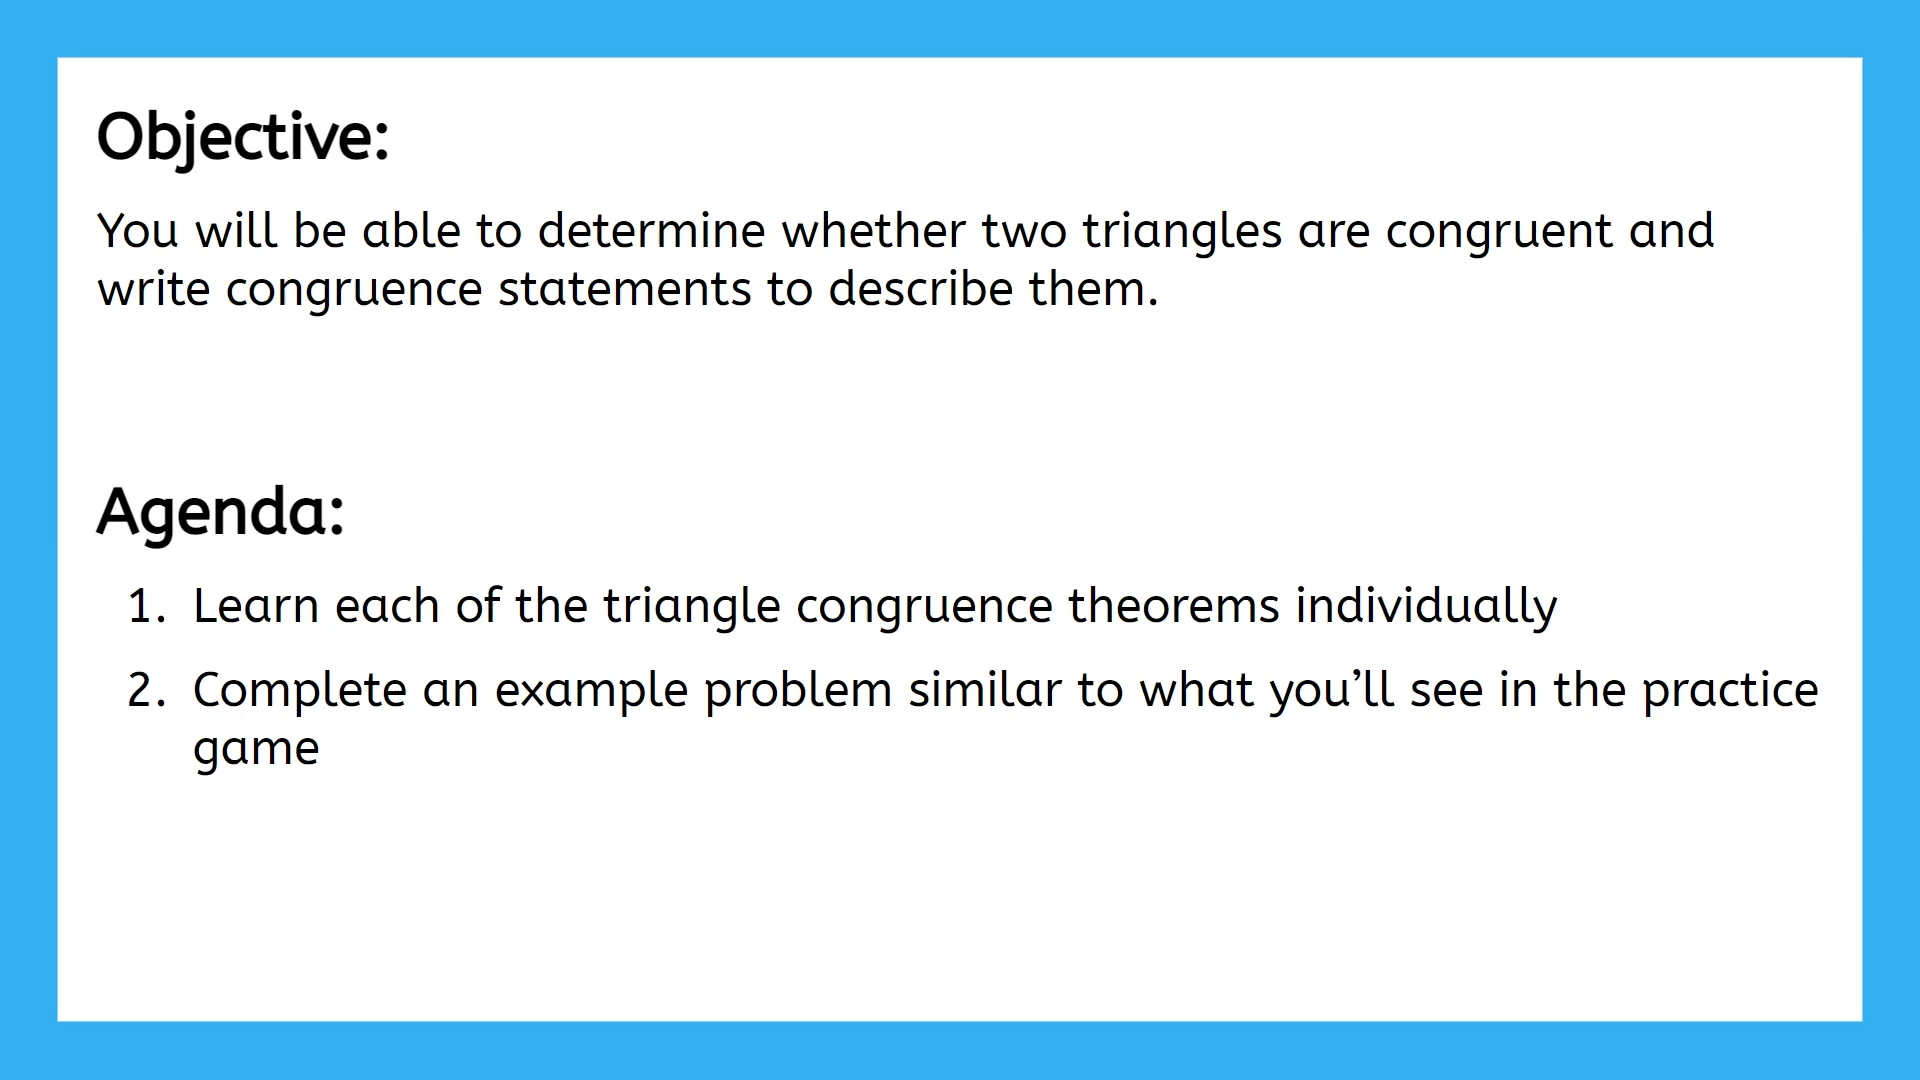 Objective:
You will be able to determine whether two triangles are congruent and
write congruence statements to describe them.
Agenda:
1. Learn each of the triangle congruence theorems individually
2. Complete an example problem similar to what you’ll see in the practice
game